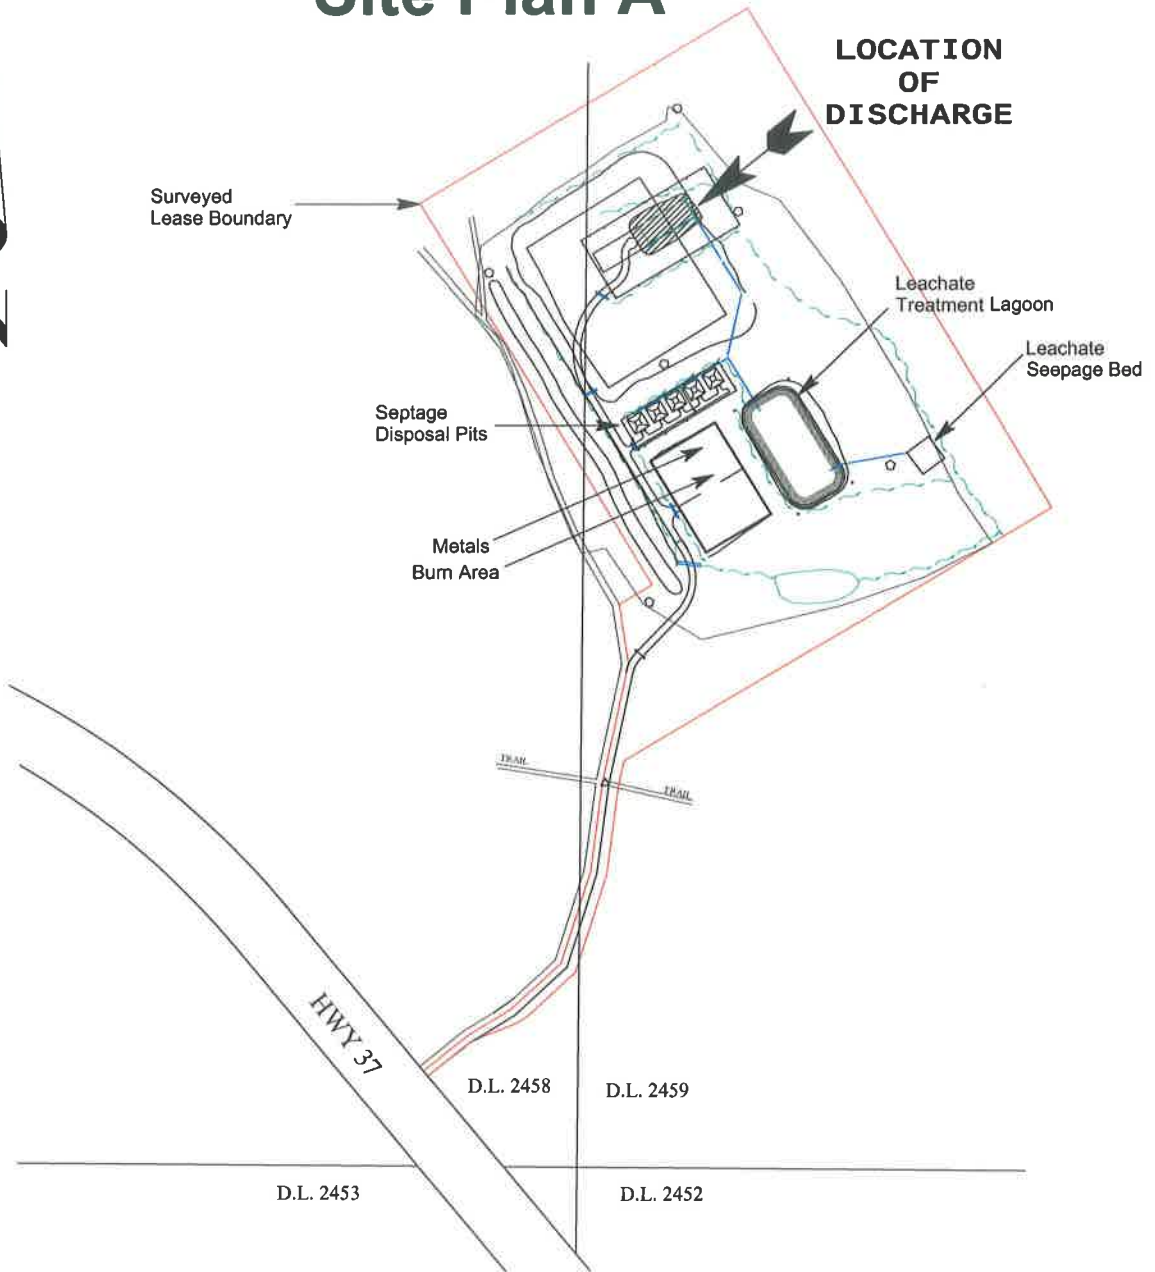 Site Plan A
LOCATION
OF
DISCHARGE
Surveyed
Lease Boundary
Leachate
Treatment Lagoon
Leachate
Seepage Bed
Septage
Disposal Pits
Metals
Burn Area
TRAIL
TRAIL
HWY 37
D.L. 2458
D.L. 2459
D.L. 2453
D.L. 2452